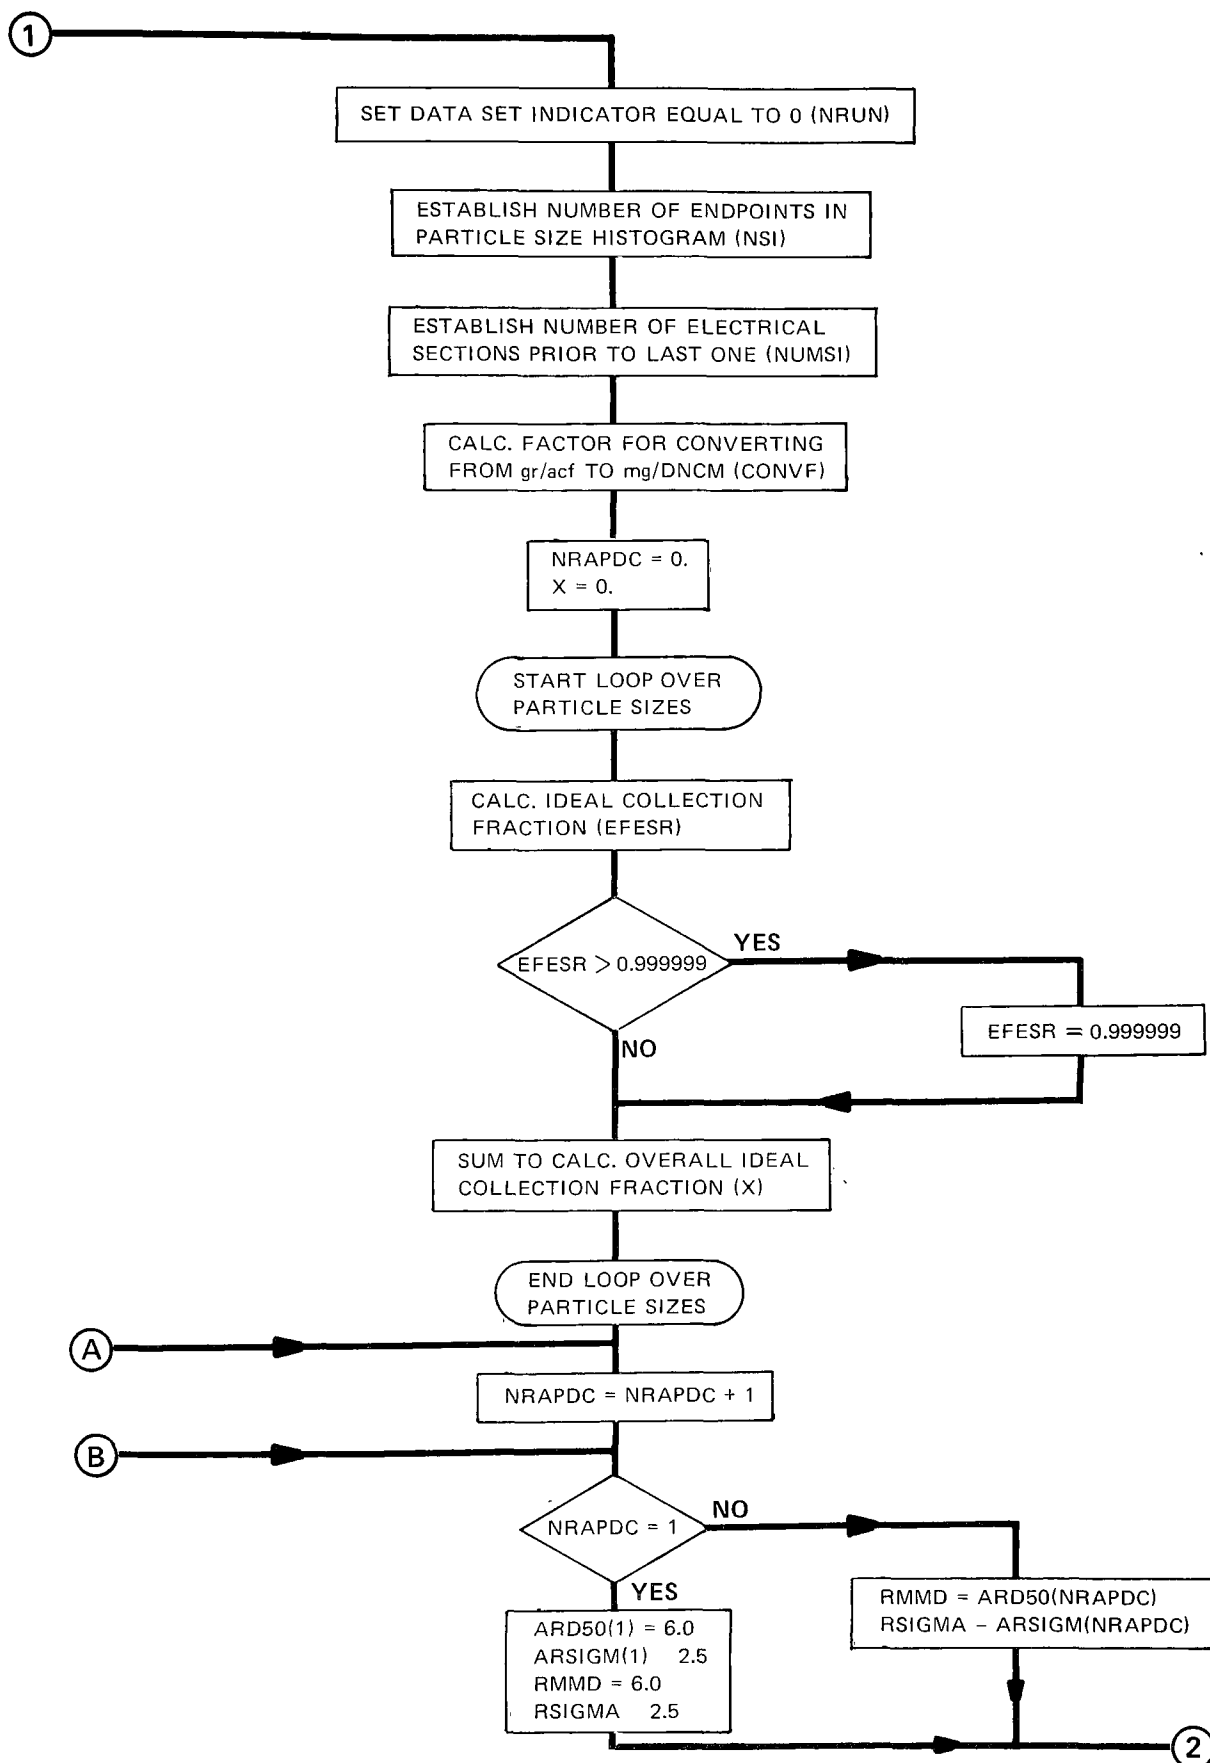 1
SET DATA SET INDICATOR EQUAL TO 0 (NRUN)
ESTABLISH NUMBER OF ENDPOINTS IN
PARTICLE SIZE HISTOGRAM (NSI)
ESTABLISH NUMBER OF ELECTRICAL
SECTIONS PRIOR TO LAST ONE (NUMSI)
CALC. FACTOR FOR CONVERTING
FROM gr/acf TO mg/DNCM (CONVF)
NRAPDC = 0.
X = 0.
START LOOP OVER
PARTICLE SIZES
CALC. IDEAL COLLECTION
FRACTION (EFESR)
EFESR > 0.999999
YES
EFESR = 0.999999
NO
SUM TO CALC. OVERALL IDEAL
COLLECTION FRACTION (X)
END LOOP OVER
PARTICLE SIZES
A
NRAPDC = NRAPDC + 1
B
NRAPDC = 1
NO
RMMD = ARD50(NRAPDC)
RSIGMA - ARSIGM(NRAPDC)
YES
ARD50(1) = 6.0
ARSIGM(1) 2.5
RMMD = 6.0
RSIGMA 2.5
2